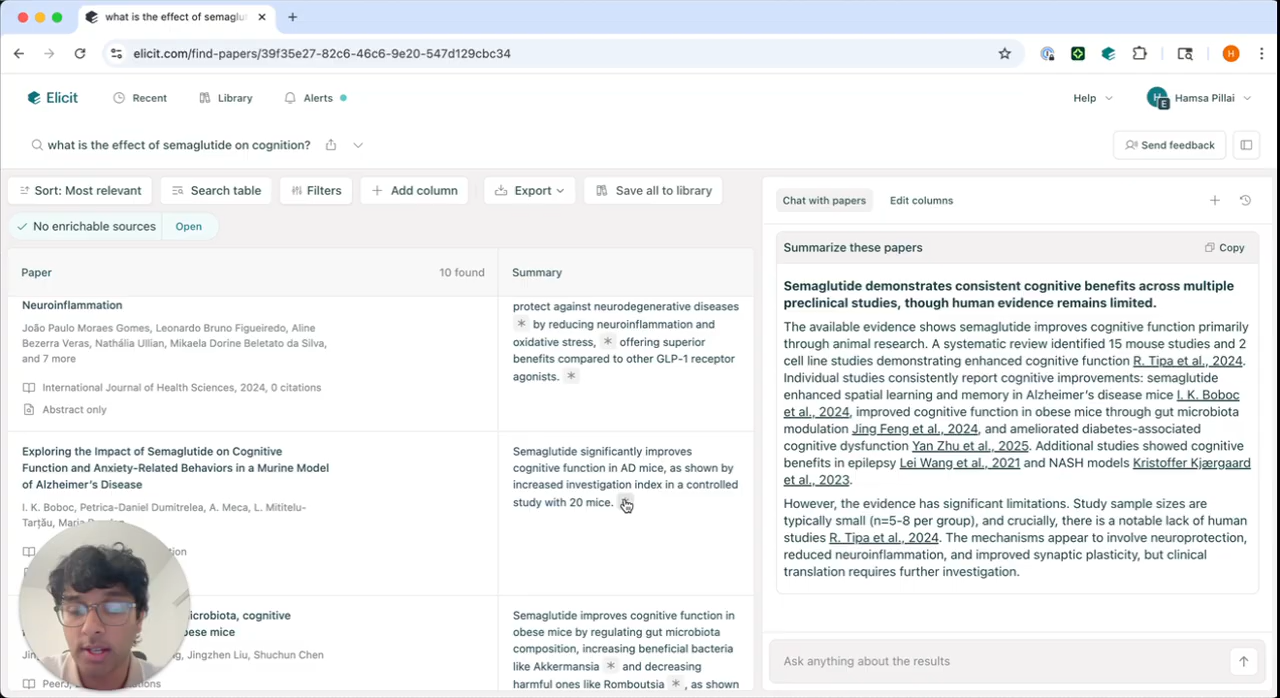 what is the effect of semaglu
elicit.com/find-papers/39f35e27-82c6-46c6-9e20-547d129cbc34
H
Elicit
Recent
Library
Alerts
Help
E
Hamsa Pillai
what is the effect of semaglutide on cognition?
Send feedback
Sort: Most relevant
Search table
Filters
Add column
Export
Save all to library
No enrichable sources
Open
Paper
10 found
Summary
Neuroinflammation
João Paulo Moraes Gomes, Leonardo Bruno Figueiredo, Aline
Bezerra Veras, Nathália Ullian, Mikaela Dorine Beletato da Silva,
and 7 more
International Journal of Health Sciences, 2024, 0 citations
Abstract only
protect against neurodegenerative diseases
* by reducing neuroinflammation and
oxidative stress, * offering superior
benefits compared to other GLP-1 receptor
agonists. *
Exploring the Impact of Semaglutide on Cognitive
Function and Anxiety-Related Behaviors in a Murine Model
of Alzheimer's Disease
I. K. Boboc, Petrica-Daniel Dumitrelea, A. Meca, L. Mititelu-
Tarțău, Maria
Semaglutide significantly improves
cognitive function in AD mice, as shown by
increased investigation index in a controlled
study with 20 mice.
icrobiota, cognitive
ese mice
Jingzhen Liu, Shuchun Chen
PeerJ
Semaglutide improves cognitive function in
obese mice by regulating gut microbiota
composition, increasing beneficial bacteria
like Akkermansia * and decreasing
harmful ones like Romboutsia *, as shown
Chat with papers
Edit columns
Summarize these papers
Copy
Semaglutide demonstrates consistent cognitive benefits across multiple
preclinical studies, though human evidence remains limited.
The available evidence shows semaglutide improves cognitive function primarily
through animal research. A systematic review identified 15 mouse studies and 2
cell line studies demonstrating enhanced cognitive function R. Tipa et al., 2024.
Individual studies consistently report cognitive improvements: semaglutide
enhanced spatial learning and memory in Alzheimer's disease mice I. K. Boboc
et al., 2024, improved cognitive function in obese mice through gut microbiota
modulation Jing Feng et al., 2024, and ameliorated diabetes-associated
cognitive dysfunction Yan Zhu et al., 2025. Additional studies showed cognitive
benefits in epilepsy Lei Wang et al., 2021 and NASH models Kristoffer Kjærgaard
et al., 2023.
However, the evidence has significant limitations. Study sample sizes are
typically small (n=5-8 per group), and crucially, there is a notable lack of human
studies R. Tipa et al., 2024. The mechanisms appear to involve neuroprotection,
reduced neuroinflammation, and improved synaptic plasticity, but clinical
translation requires further investigation.
Ask anything about the results